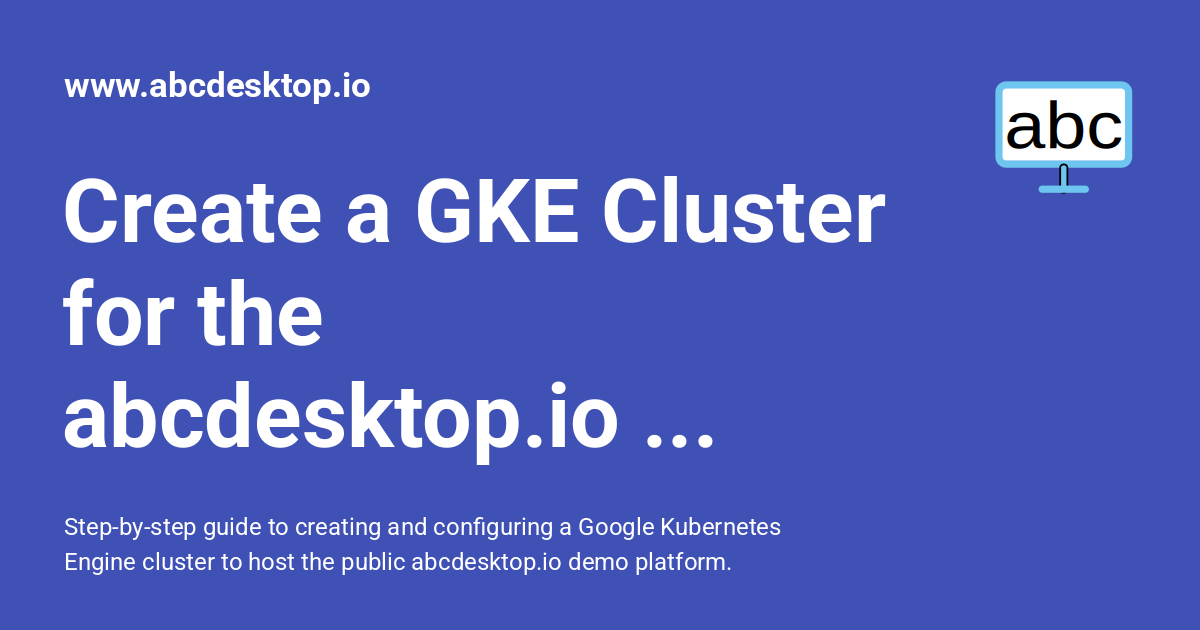 www.abcdesktop.io
abc
Create a GKE Cluster
for the
abcdesktop.io ...
Step-by-step guide to creating and configuring a Google Kubernetes
Engine cluster to host the public abcdesktop.io demo platform.